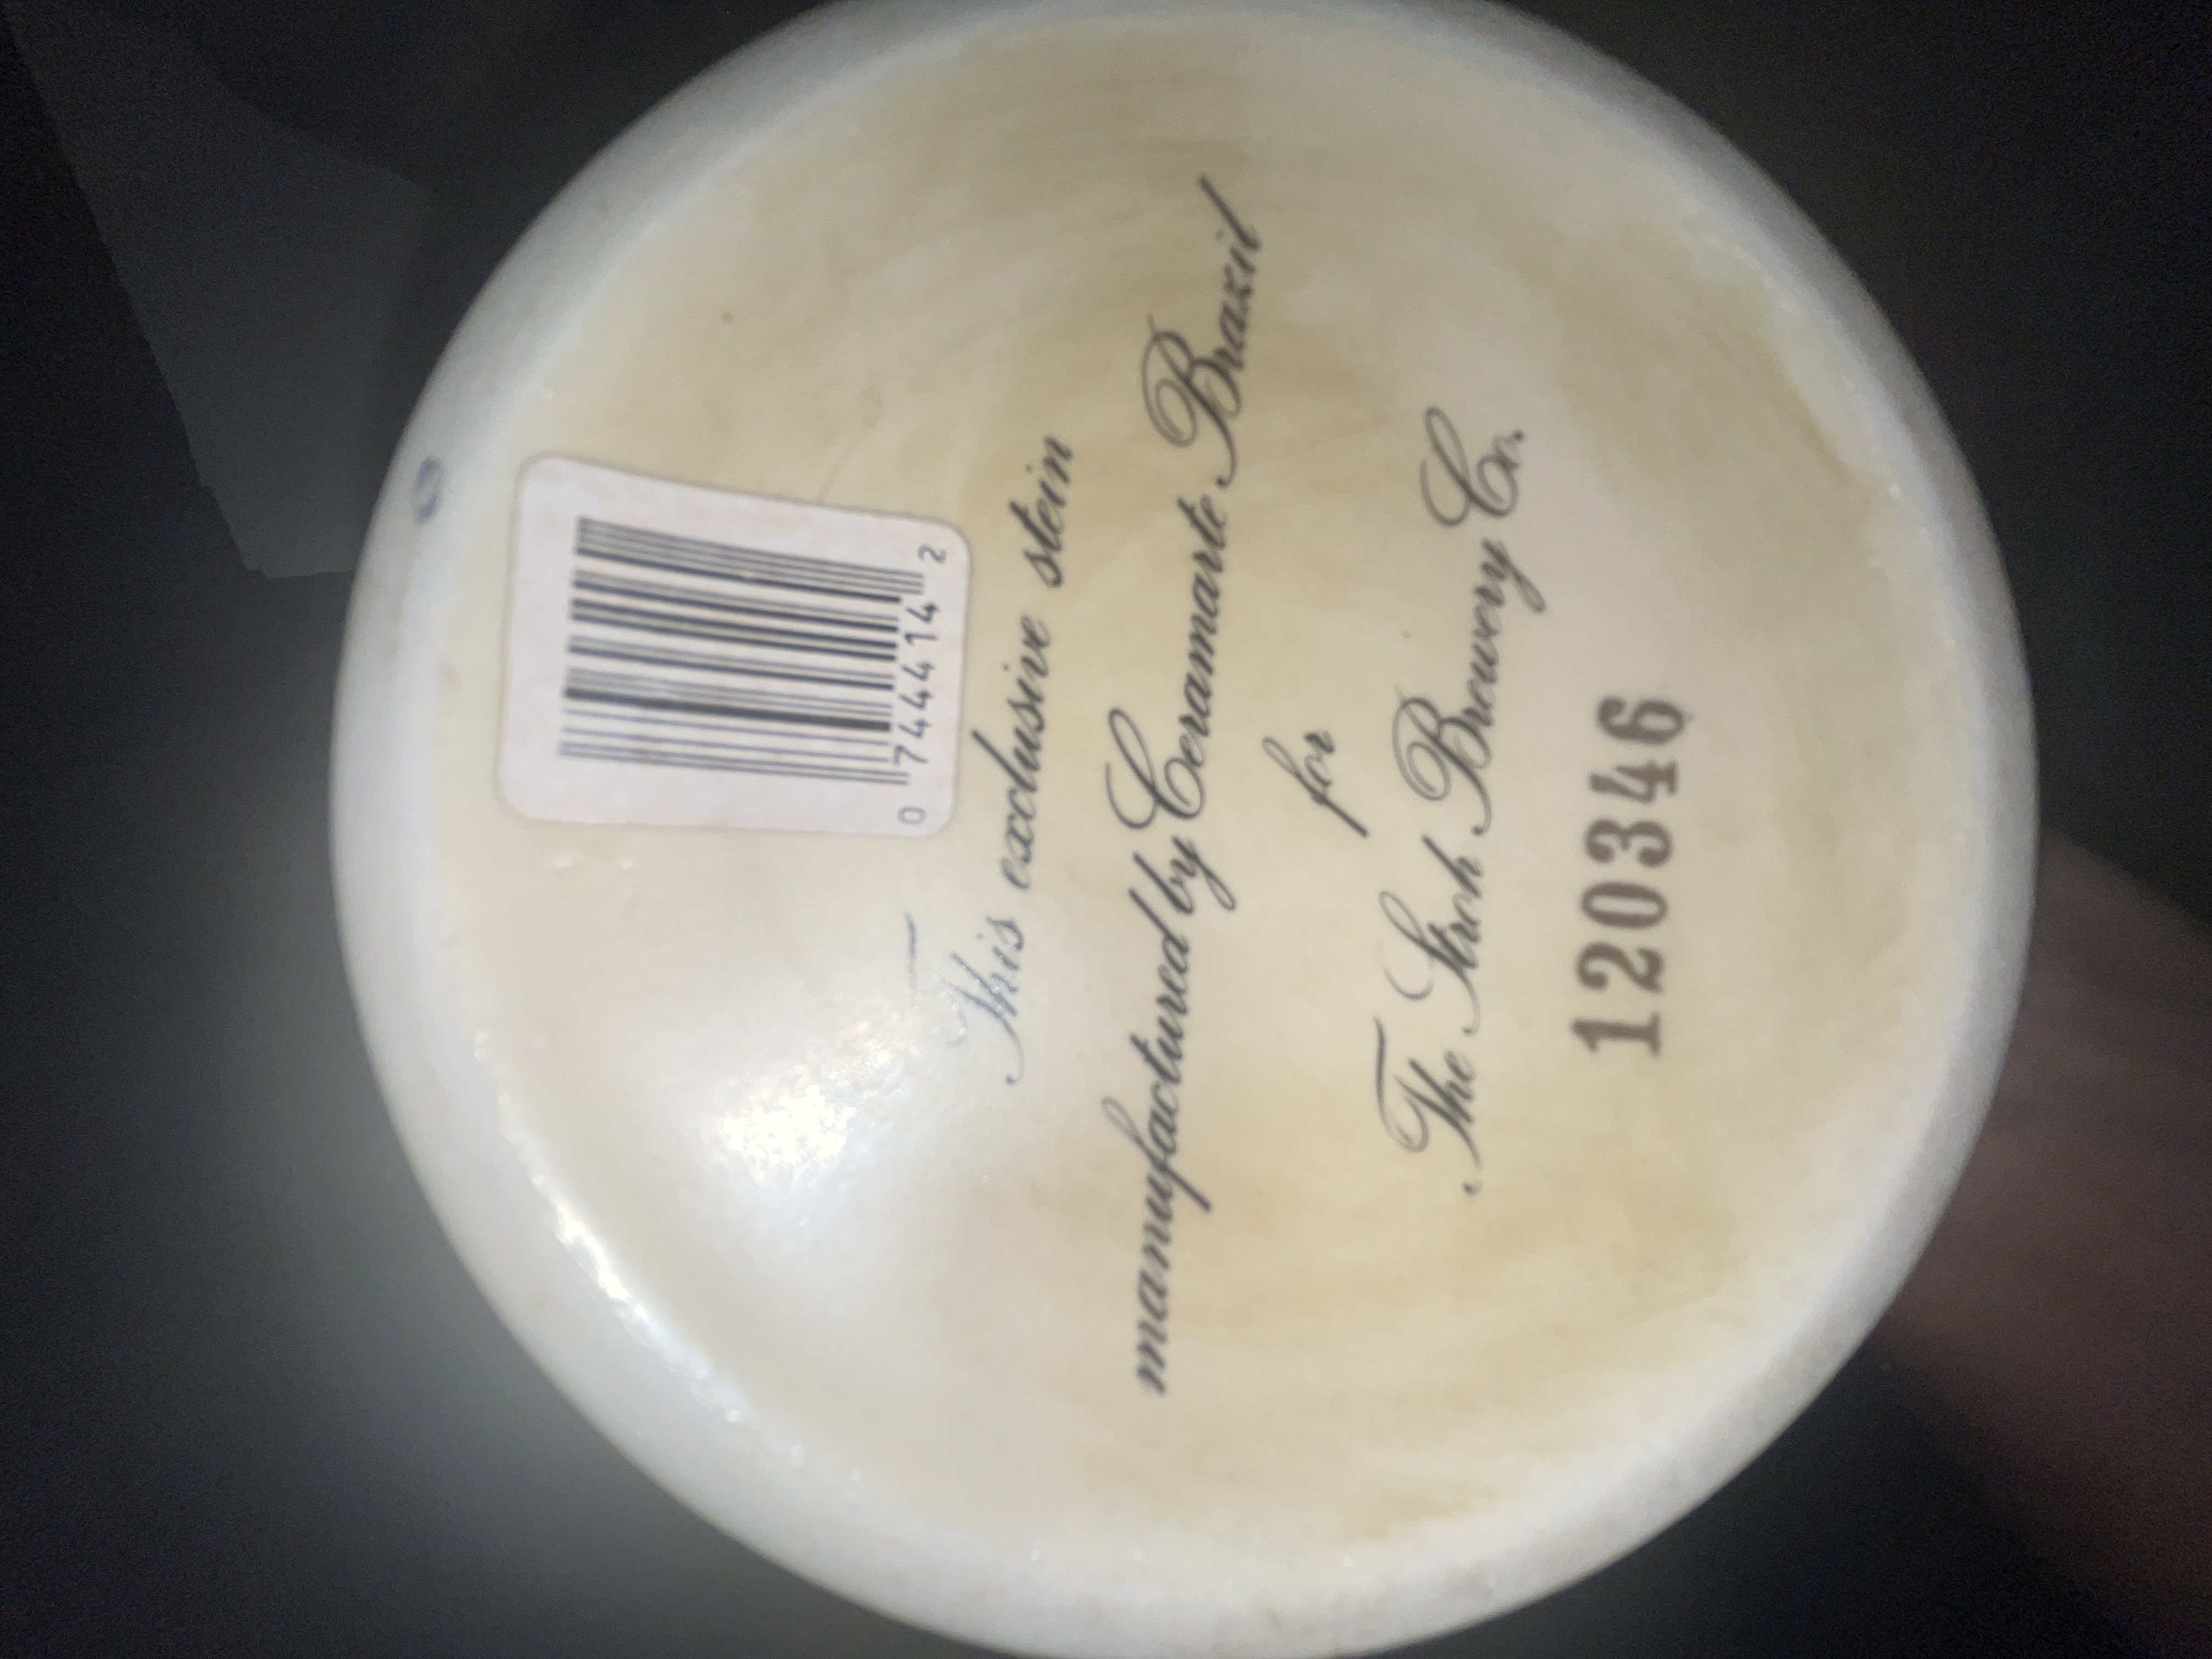 0 744414 2
This exclusive stein
manufactured by Ceramarte Brazil
for
The Stroh Brewery Co.
120346